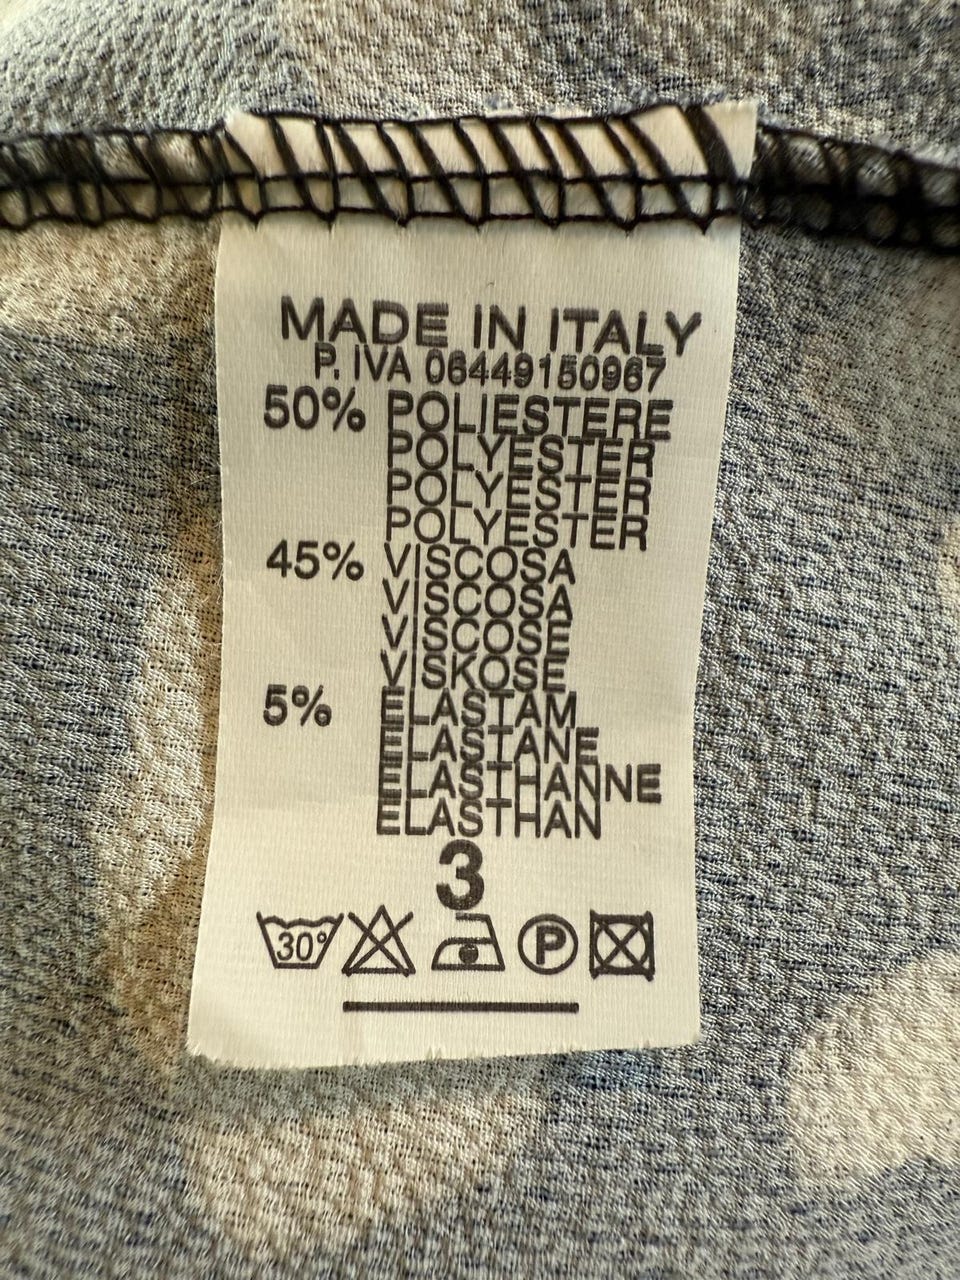 MADE IN ITALY
P. IVA 06449150967
50% POLIESTERE
POLYESTER
POLYESTER
POLYESTER
45% VISCOSA
VISCOSA
VISCOSE
VISKOSE
5% ELASTAM
ELASTANE
ELASTHANNE
ELASTHAN
3
30° P